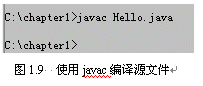 C:\chapter1>javac Hello.java
C:\chapter1>
图 1.9 使用 javac 编译源文件